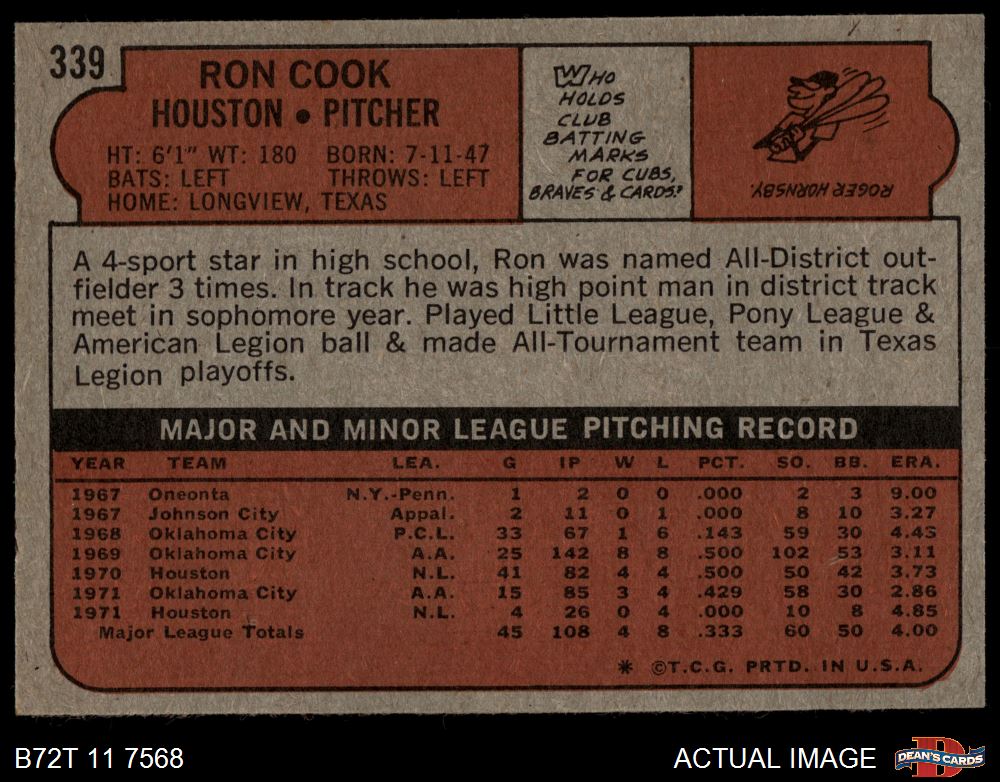 339
RON COOK
HOUSTON • PITCHER
HT: 6'1" WT: 180 BORN: 7-11-47
BATS: LEFT THROWS: LEFT
HOME: LONGVIEW, TEXAS
WHO
HOLDS
CLUB
BATTING
MARKS
FOR CUBS,
BRAVES & CARDS?
ROGER HORNSBY.
A 4-sport star in high school, Ron was named All-District out-
fielder 3 times. In track he was high point man in district track
meet in sophomore year. Played Little League, Pony League &
American Legion ball & made All-Tournament team in Texas
Legion playoffs.
MAJOR AND MINOR LEAGUE PITCHING RECORD
YEAR TEAM LEA. G IP W L PCT. SO. BB. ERA.
1967 Oneonta N.Y.-Penn. 1 2 0 0 .000 2 3 9.00
1967 Johnson City Appal. 2 11 0 1 .000 8 10 3.27
1968 Oklahoma City P.C.L. 33 67 1 6 .143 59 30 4.43
1969 Oklahoma City A.A. 25 142 8 8 .500 102 53 3.11
1970 Houston N.L. 41 82 4 4 .500 50 42 3.73
1971 Oklahoma City A.A. 15 85 3 4 .429 58 30 2.86
1971 Houston N.L. 4 26 0 4 .000 10 8 4.85
Major League Totals 45 108 4 8 .333 60 50 4.00
* ©T.C.G. PRTD. IN U.S.A.
B72T 11 7568
ACTUAL IMAGE
D
DEAN'S CARDS